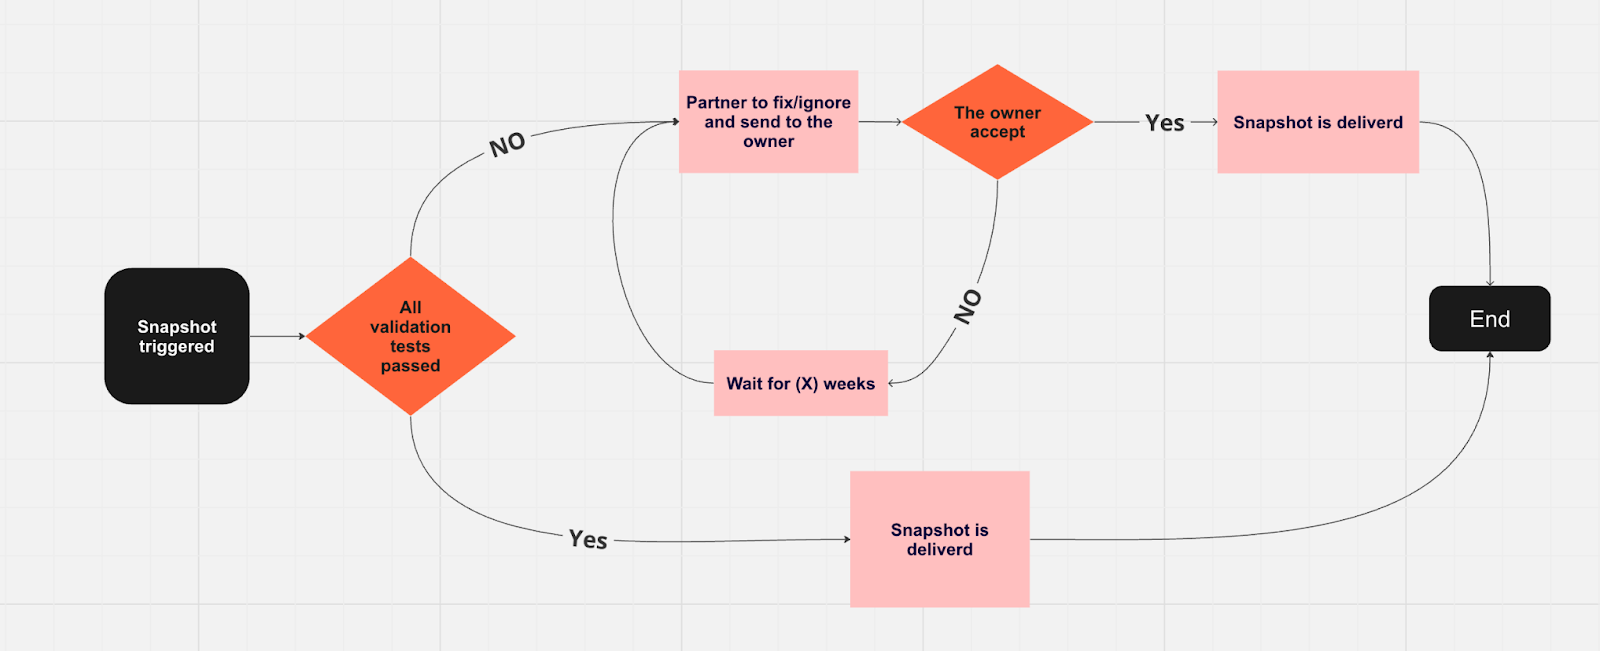 Snapshot
triggered
All
validation
tests
passed
NO
Partner to fix/ignore
and send to the
owner
The owner
accept
Yes
Snapshot is deliverd
NO
Wait for (X) weeks
Yes
Snapshot is
deliverd
End